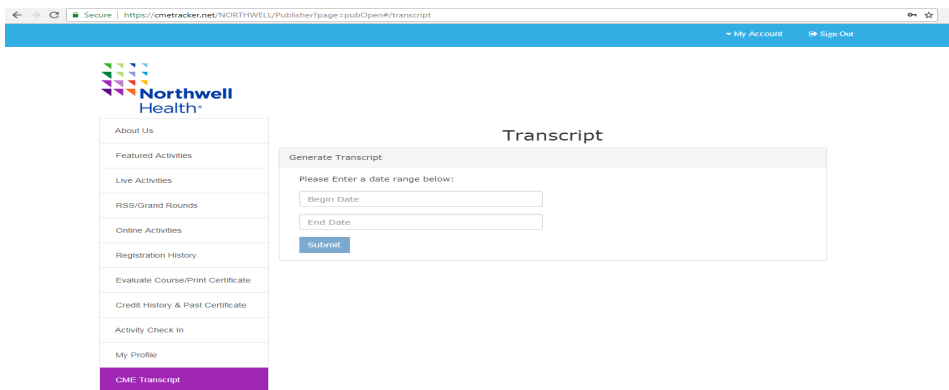 Secure | https://cmetracker.net/NORTHWELL/Publisher?page=pubOpen#/transcript
My Account Sign Out
Northwell
Health
About Us
Transcript
Featured Activities
Generate Transcript
Live Activities
Please Enter a date range below:
Begin Date
RSS/Grand Rounds
End Date
Online Activities
Submit
Registration History
Evaluate Course/Print Certificate
Credit History & Past Certificate
Activity Check In
My Profile
CME Transcript